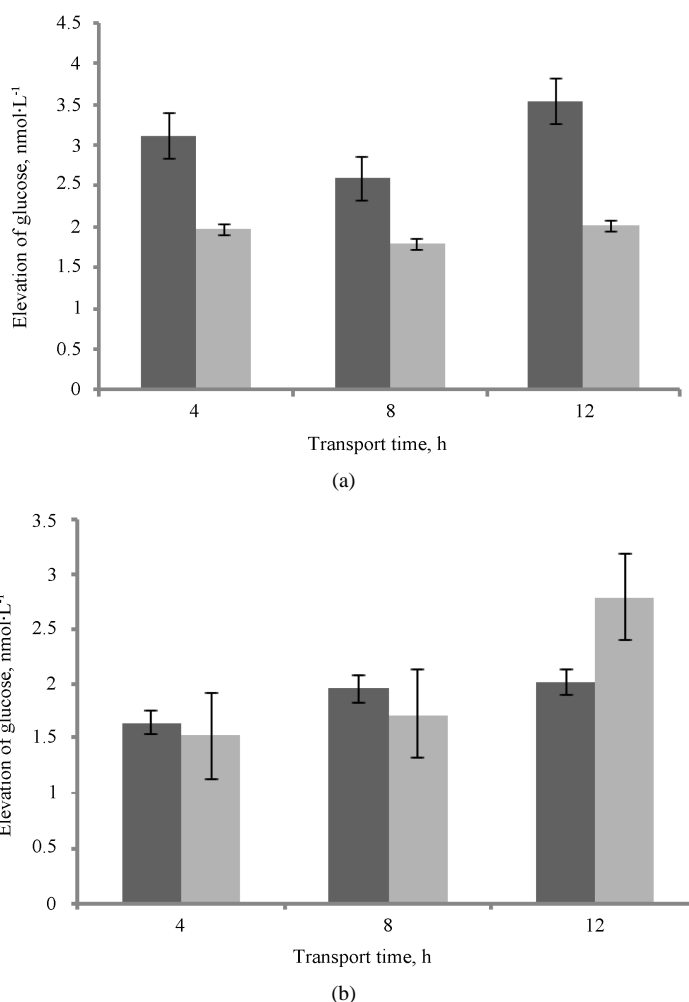 4.5
4
3.5
3
2.5
2
1.5
1
0.5
0
Elevation of glucose, nmol·L⁻¹
4 8 12
Transport time, h
(a)
3.5
3
2.5
2
1.5
1
0.5
0
Elevation of glucose, nmol·L⁻¹
4 8 12
Transport time, h
(b)